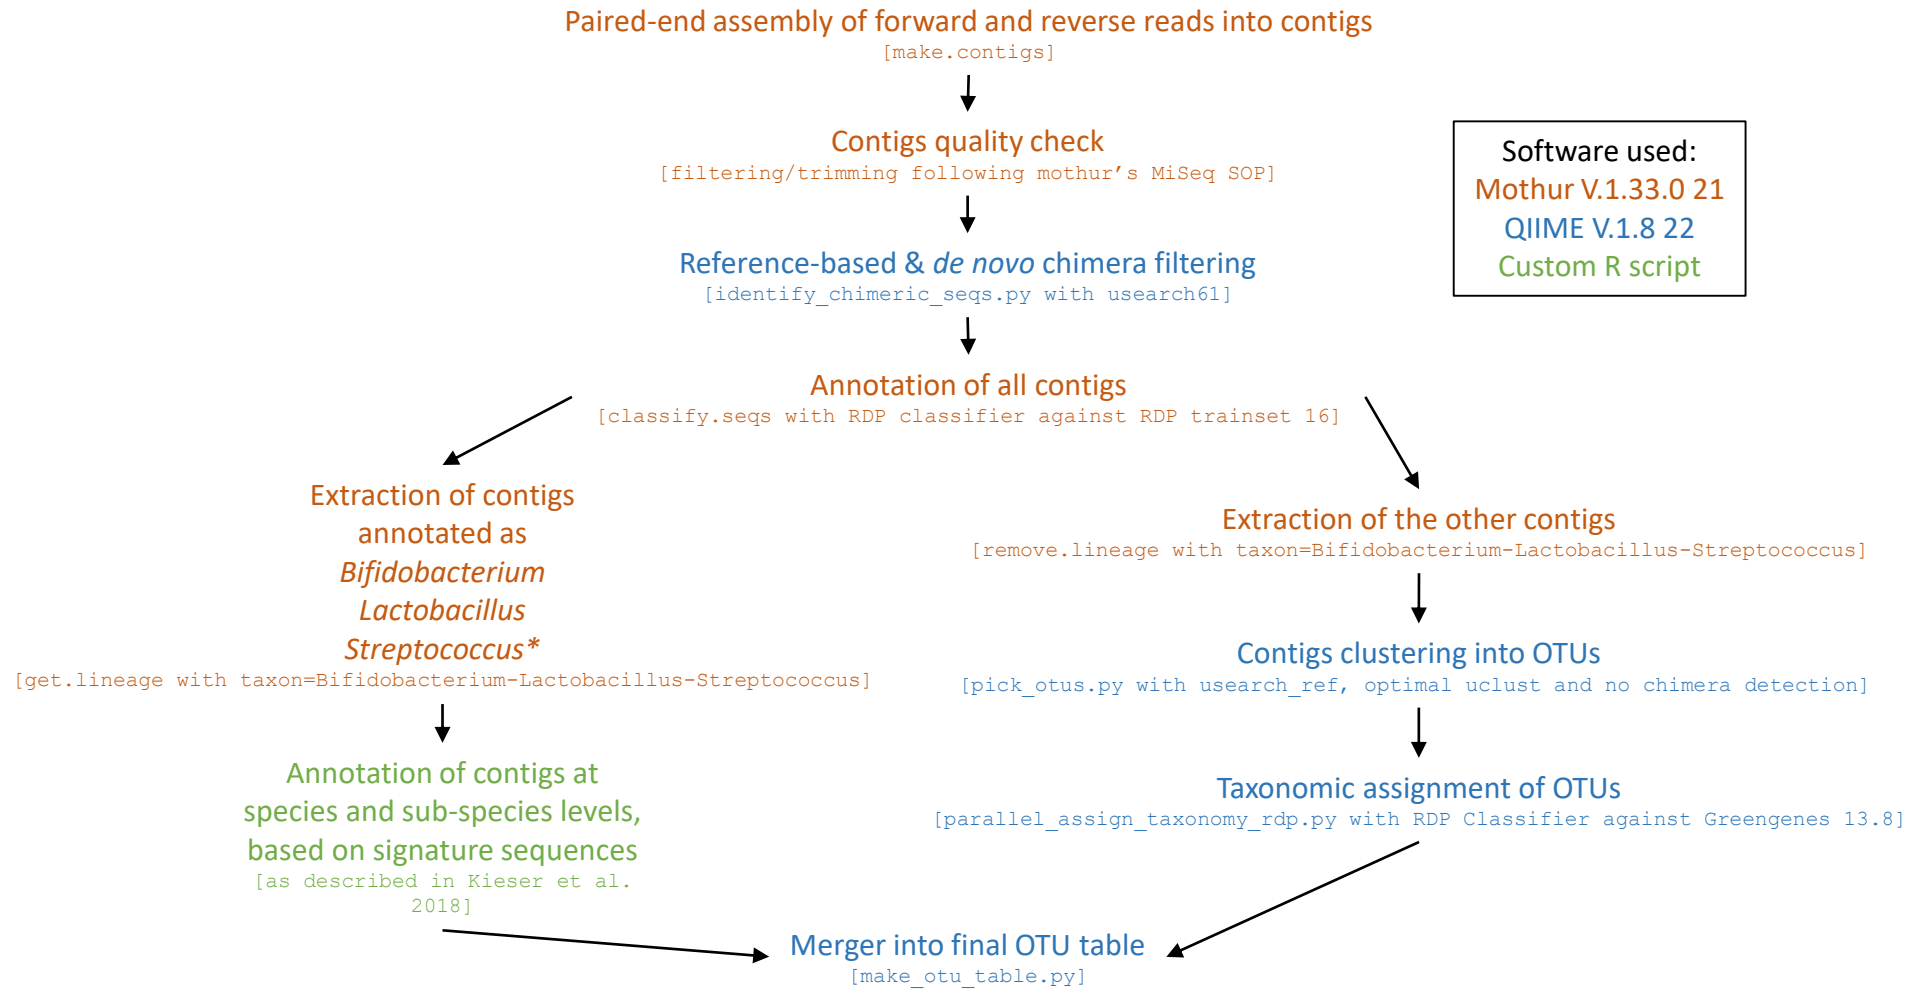 Paired-end assembly of forward and reverse reads into contigs
[make.contigs]
Contigs quality check
[filtering/trimming following mothur’s MiSeq SOP]
Software used:
Mothur V.1.33.0 21
QIIME V.1.8 22
Custom R script
Reference-based & de novo chimera filtering
[identify_chimeric_seqs.py with usearch61]
Annotation of all contigs
[classify.seqs with RDP classifier against RDP trainset 16]
Extraction of contigs
annotated as
Bifidobacterium
Lactobacillus
Streptococcus*
[get.lineage with taxon=Bifidobacterium-Lactobacillus-Streptococcus]
Annotation of contigs at
species and sub-species levels,
based on signature sequences
[as described in Kieser et al.
2018]
Extraction of the other contigs
[remove.lineage with taxon=Bifidobacterium-Lactobacillus-Streptococcus]
Contigs clustering into OTUs
[pick_otus.py with usearch_ref, optimal uclust and no chimera detection]
Taxonomic assignment of OTUs
[parallel_assign_taxonomy_rdp.py with RDP Classifier against Greengenes 13.8]
Merger into final OTU table
[make_otu_table.py]